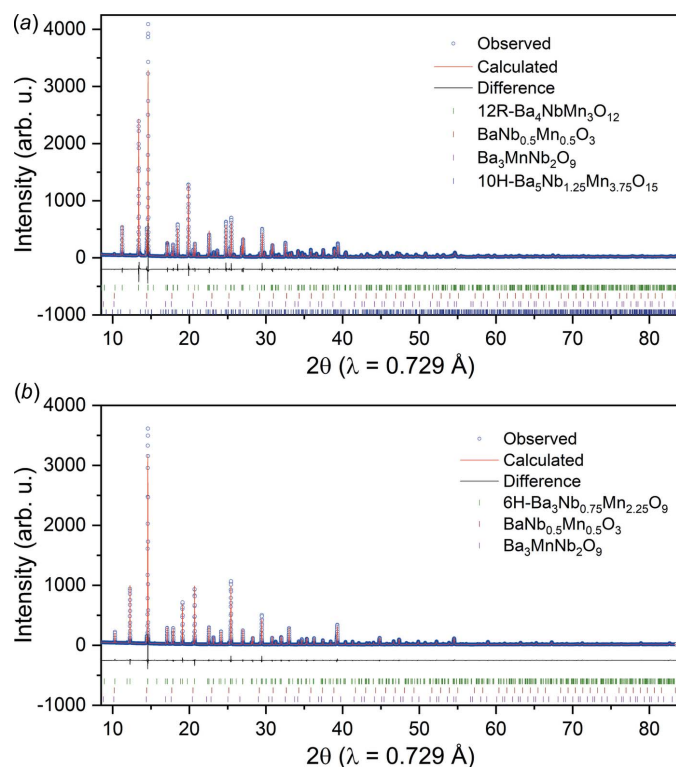 (a)
4000
3000
2000
1000
0
-1000
Intensity (arb. u.)
Observed
Calculated
Difference
12R-Ba₄NbMn₃O₁₂
BaNb₀.₅Mn₀.₅O₃
Ba₃MnNb₂O₉
10H-Ba₅Nb₁.₂₅Mn₃.₇₅O₁₅
10 20 30 40 50 60 70 80
2θ (λ = 0.729 Å)
(b)
4000
3000
2000
1000
0
-1000
Intensity (arb. u.)
Observed
Calculated
Difference
6H-Ba₃Nb₀.₇₅Mn₂.₂₅O₉
BaNb₀.₅Mn₀.₅O₃
Ba₃MnNb₂O₉
10 20 30 40 50 60 70 80
2θ (λ = 0.729 Å)